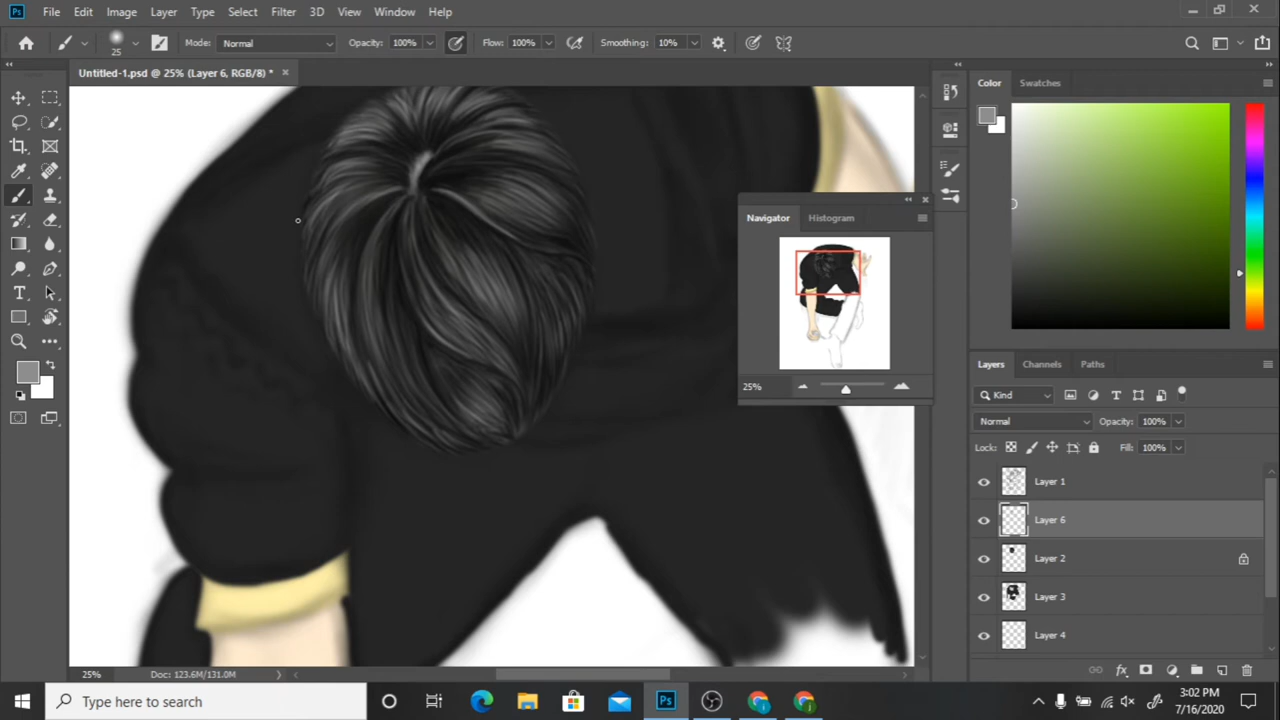 Ps File Edit Image Layer Type Select Filter 3D View Window Help
25 Mode: Normal Opacity: 100% Flow: 100% Smoothing: 10%
Untitled-1.psd @ 25% (Layer 6, RGB/8) *
Color Swatches
Navigator Histogram
25%
Layers Channels Paths
Kind
Normal Opacity: 100%
Lock: Fill: 100%
Layer 1
Layer 6
Layer 2
Layer 3
Layer 4
25% Doc: 123.6M/131.0M
Type here to search
Ps
3:02 PM
7/16/2020